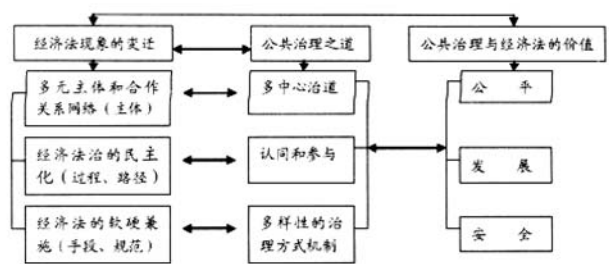 经济法现象的变迁
公共治理之道
公共治理与经济法的价值
多元主体和合作
关系网络（主体）
多中心治道
公 平
经济法治的民主
化（过程、路径）
认同和参与
发 展
经济法的软硬兼
施（手段、规范）
多样性的治
理方式机制
安 全